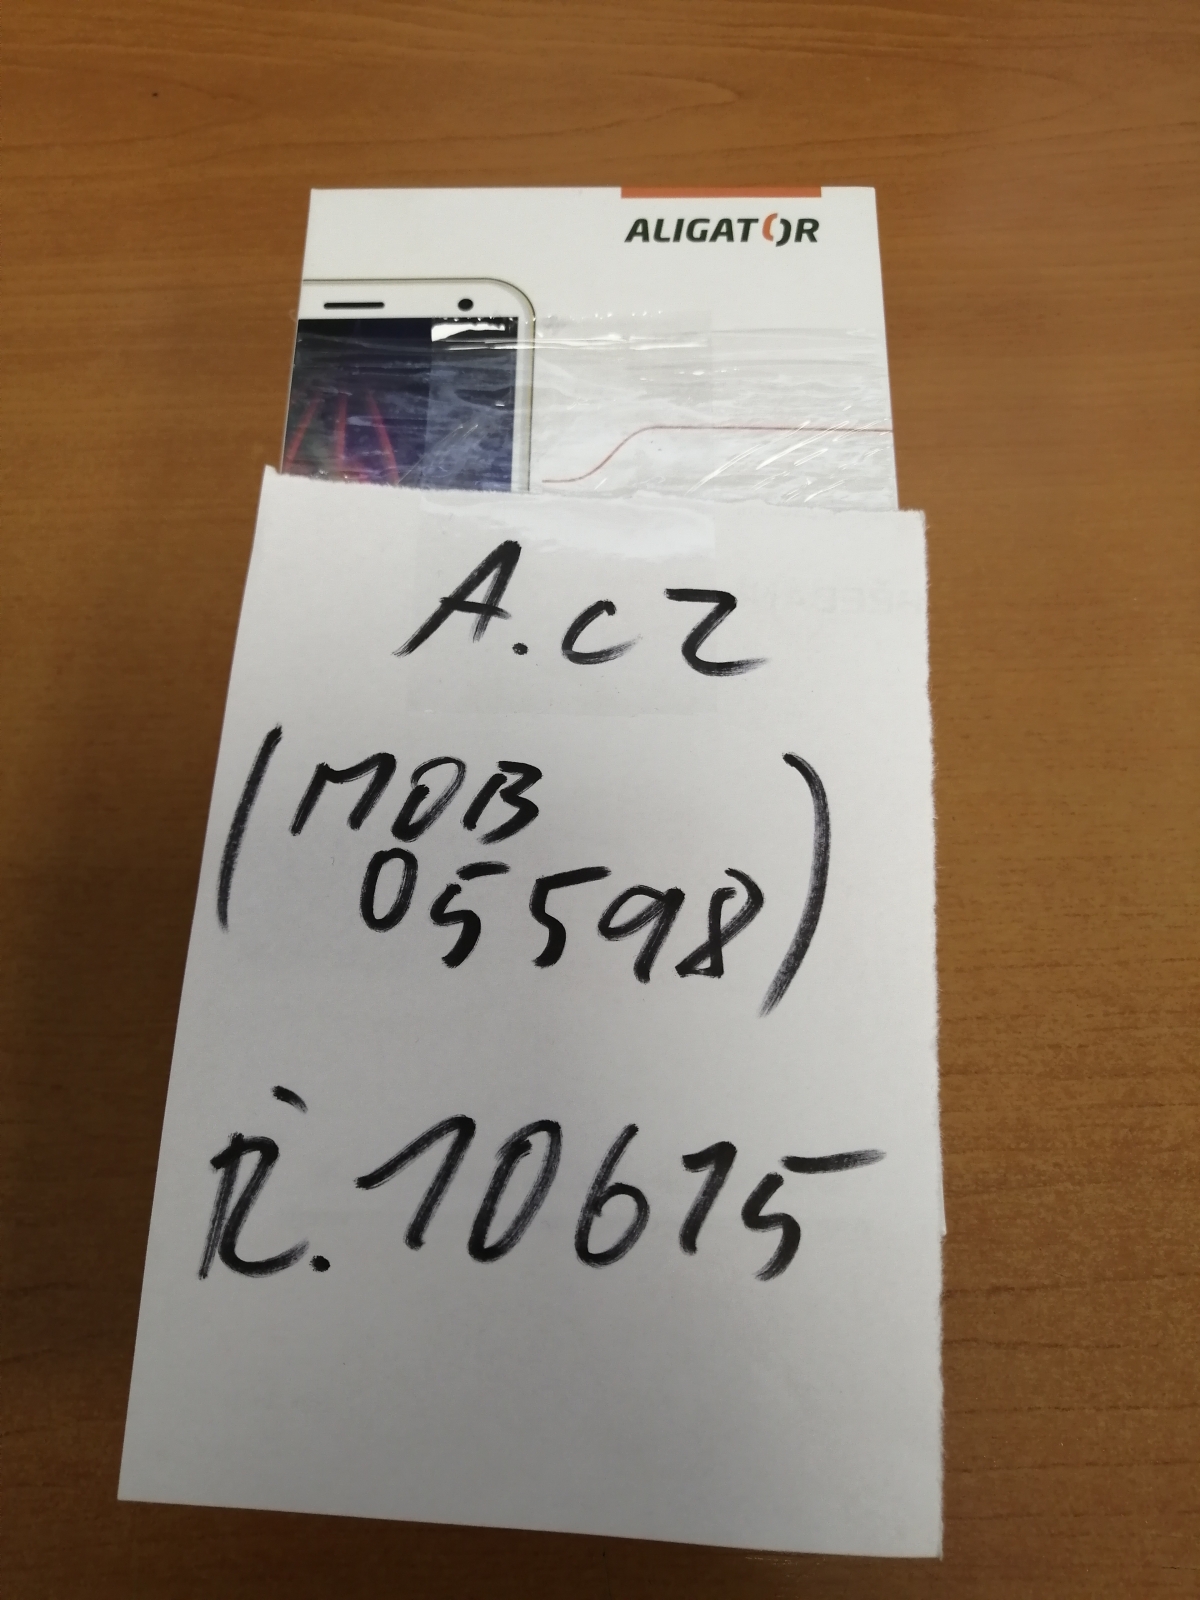 ALIGATOR
A.cz
(MOB
05598)
Ř. 10615